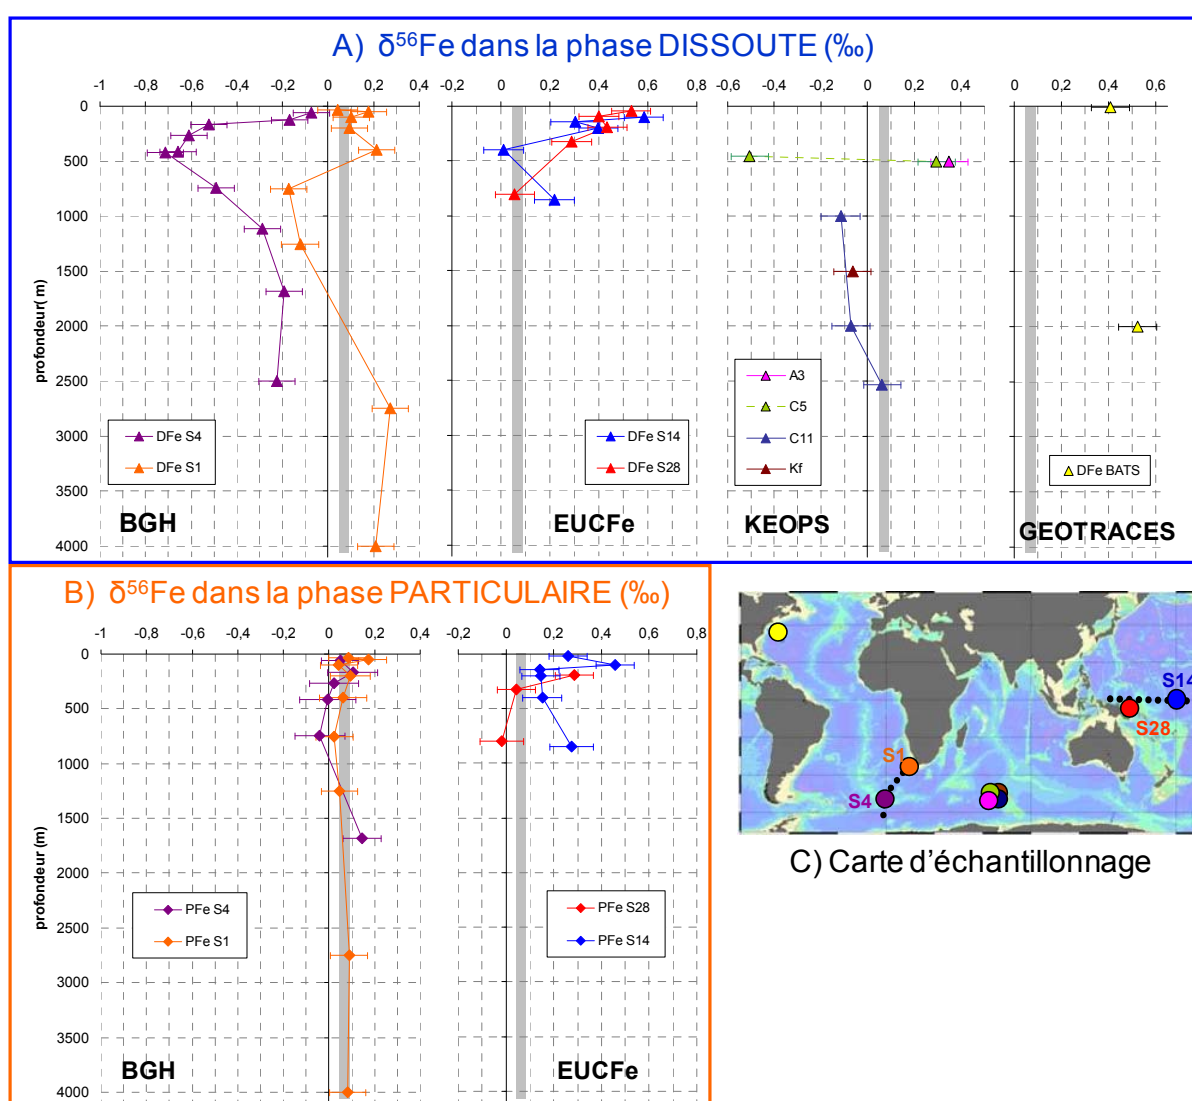 A) δ⁵⁶Fe dans la phase DISSOUTE (‰)
-1 -0,8 -0,6 -0,4 -0,2 0 0,2 0,4
-0,2 0 0,2 0,4 0,6 0,8
-0,6 -0,4 -0,2 0 0,2 0,4
0 0,2 0,4 0,6
0
500
1000
1500
2000
2500
3000
3500
4000
profondeur( m)
DFe S4
DFe S1
BGH
DFe S14
DFe S28
EUCFe
A3
C5
C11
Kf
KEOPS
DFe BATS
GEOTRACES
B) δ⁵⁶Fe dans la phase PARTICULAIRE (‰)
-1 -0,8 -0,6 -0,4 -0,2 0 0,2 0,4
-0,2 0 0,2 0,4 0,6 0,8
0
500
1000
1500
2000
2500
3000
3500
4000
profondeur (m)
PFe S4
PFe S1
BGH
PFe S28
PFe S14
EUCFe
S14
S28
S1
S4
C) Carte d'échantillonnage